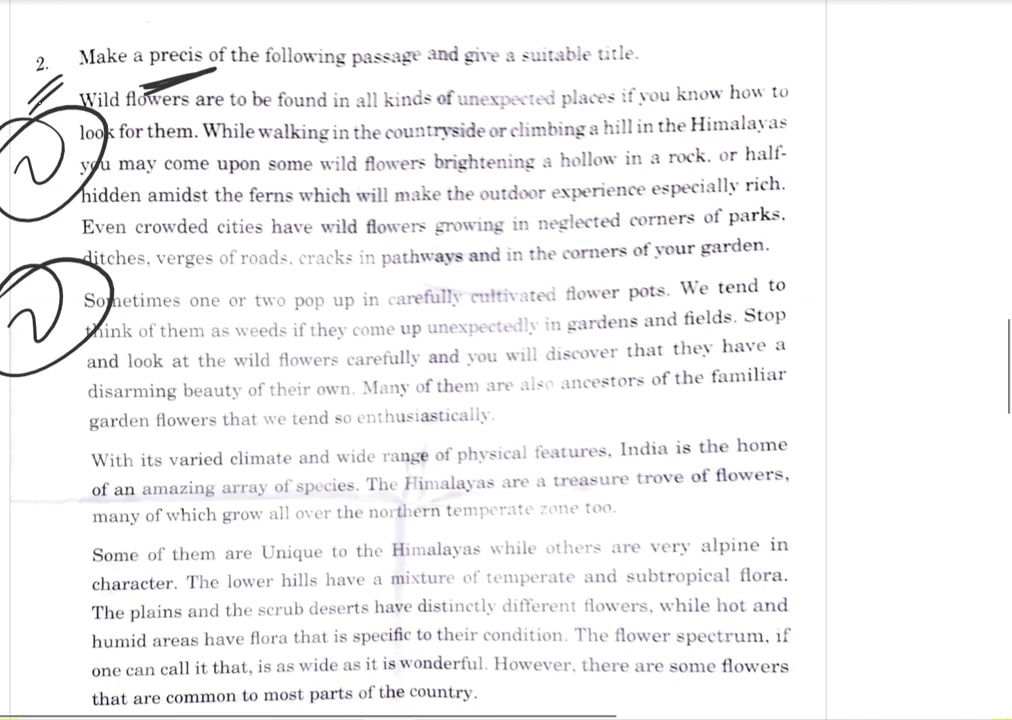 2. Make a precis of the following passage and give a suitable title.
Wild flowers are to be found in all kinds of unexpected places if you know how to
look for them. While walking in the countryside or climbing a hill in the Himalayas
you may come upon some wild flowers brightening a hollow in a rock, or half-
hidden amidst the ferns which will make the outdoor experience especially rich.
Even crowded cities have wild flowers growing in neglected corners of parks,
ditches, verges of roads, cracks in pathways and in the corners of your garden.
Sometimes one or two pop up in carefully cultivated flower pots. We tend to
think of them as weeds if they come up unexpectedly in gardens and fields. Stop
and look at the wild flowers carefully and you will discover that they have a
disarming beauty of their own. Many of them are also ancestors of the familiar
garden flowers that we tend so enthusiastically.
With its varied climate and wide range of physical features, India is the home
of an amazing array of species. The Himalayas are a treasure trove of flowers,
many of which grow all over the northern temperate zone too.
Some of them are Unique to the Himalayas while others are very alpine in
character. The lower hills have a mixture of temperate and subtropical flora.
The plains and the scrub deserts have distinctly different flowers, while hot and
humid areas have flora that is specific to their condition. The flower spectrum, if
one can call it that, is as wide as it is wonderful. However, there are some flowers
that are common to most parts of the country.